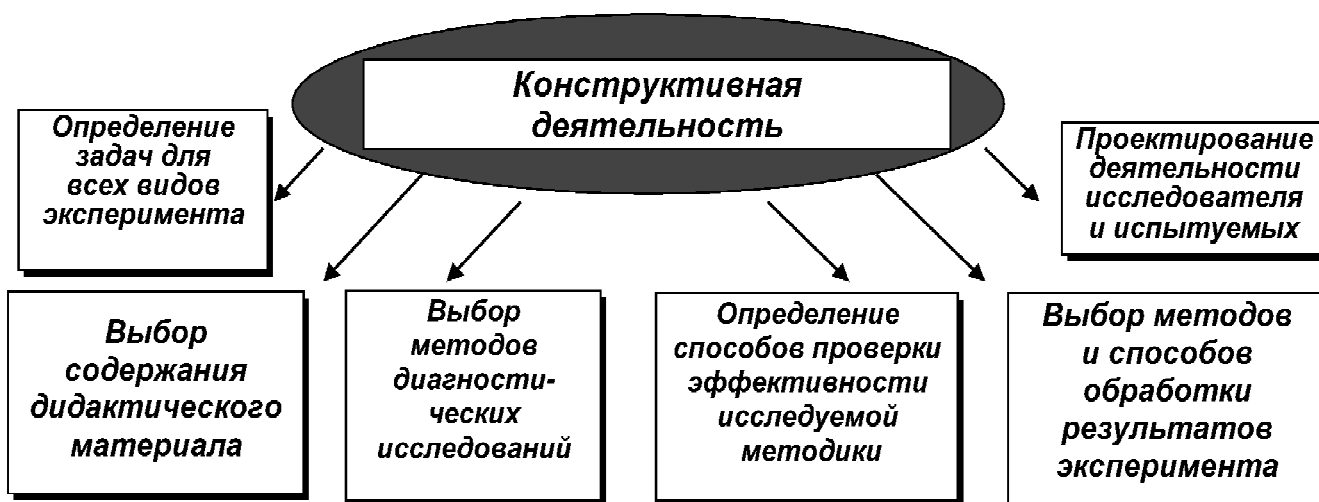 Конструктивная
деятельность
Определение
задач для
всех видов
эксперимента
Проектирование
деятельности
исследователя
и испытуемых
Выбор
содержания
дидактического
материала
Выбор
методов
диагности-
ческих
исследований
Определение
способов проверки
эффективности
исследуемой
методики
Выбор методов
и способов
обработки
результатов
эксперимента